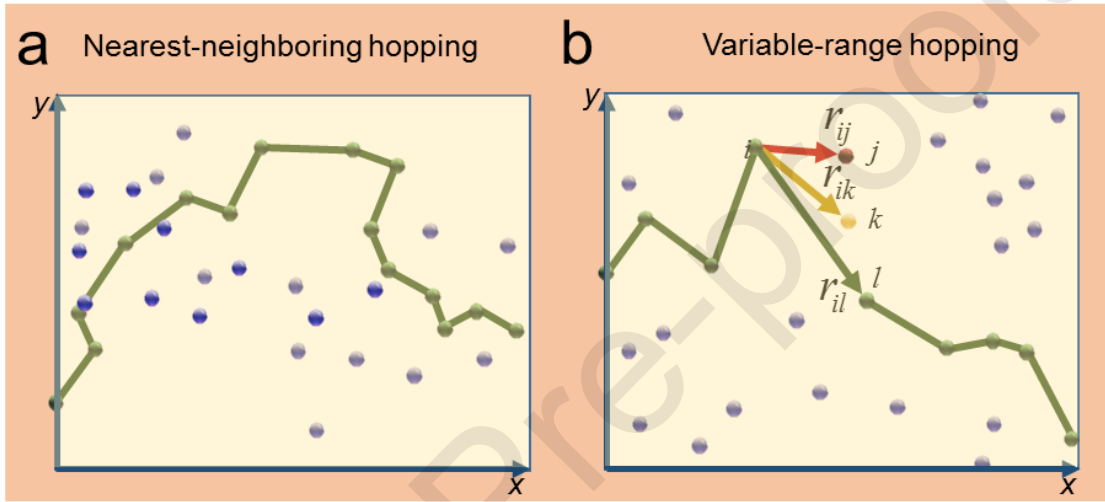 a Nearest-neighboring hopping
y
x
b Variable-range hopping
y
i
r_ij
j
r_ik
k
r_il
l
x
Pre-proof